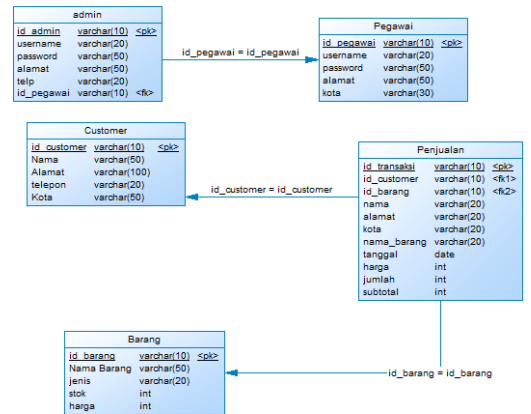 admin
id_admin varchar(10) <pk>
username varchar(20)
password varchar(50)
alamat varchar(50)
telp varchar(20)
id_pegawai varchar(10) <fk>
id_pegawai = id_pegawai
Pegawai
id_pegawai varchar(10) <pk>
username varchar(20)
password varchar(50)
alamat varchar(50)
kota varchar(30)
Customer
id_customer varchar(10) <pk>
Nama varchar(50)
Alamat varchar(100)
telepon varchar(20)
Kota varchar(50)
id_customer = id_customer
Penjualan
id_transaksi varchar(10) <pk>
id_customer varchar(10) <fk1>
id_barang varchar(10) <fk2>
nama varchar(20)
alamat varchar(20)
kota varchar(20)
nama_barang varchar(20)
tanggal date
harga int
jumlah int
subtotal int
Barang
id_barang varchar(10) <pk>
Nama Barang varchar(50)
jenis varchar(20)
stok int
harga int
id_barang = id_barang